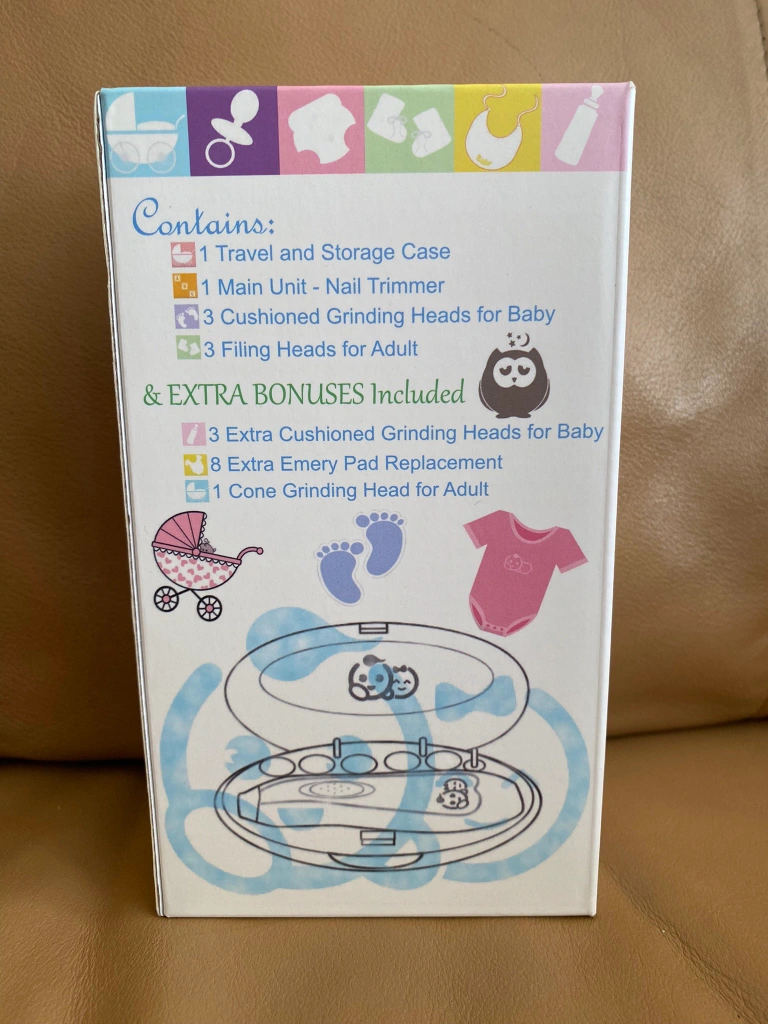 Contains:
1 Travel and Storage Case
1 Main Unit - Nail Trimmer
3 Cushioned Grinding Heads for Baby
3 Filing Heads for Adult
& EXTRA BONUSES Included
3 Extra Cushioned Grinding Heads for Baby
8 Extra Emery Pad Replacement
1 Cone Grinding Head for Adult